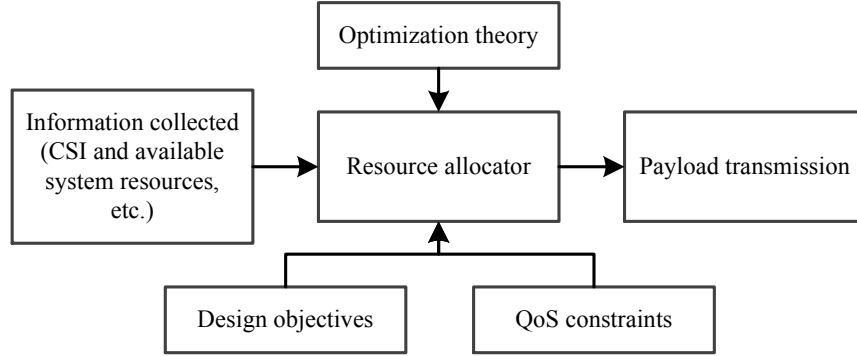 Optimization theory
Information collected
(CSI and available
system resources,
etc.)
Resource allocator
Payload transmission
Design objectives
QoS constraints